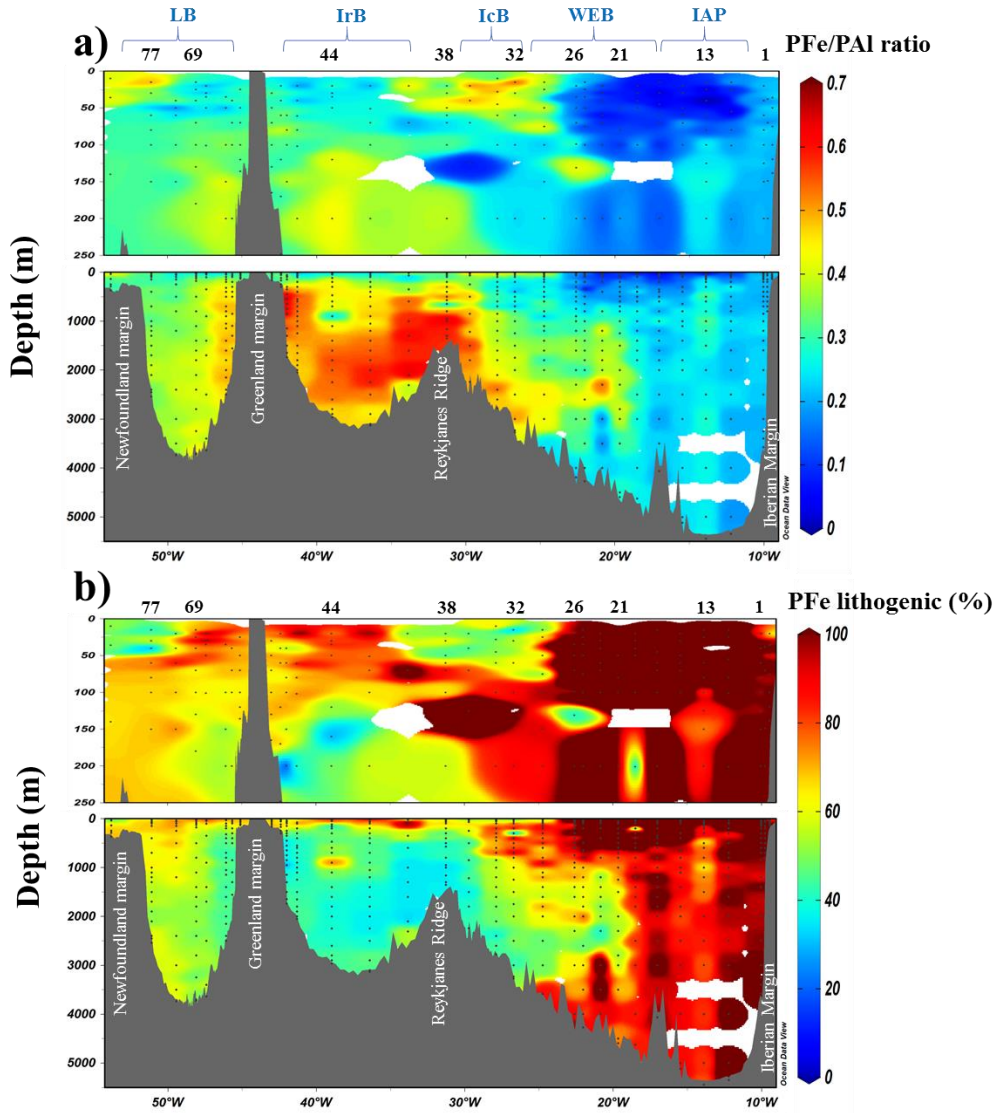 LB IrB IcB WEB IAP
a) 77 69 44 38 32 26 21 13 1 PFe/PAl ratio
0
50
100
150
200
250
0.7
0.6
0.5
0.4
0.3
0.2
0.1
0
Depth (m)
0
1000
2000
3000
4000
5000
Newfoundland margin
Greenland margin
Reykjanes Ridge
Iberian Margin
Ocean Data View
50°W 40°W 30°W 20°W 10°W
b) 77 69 44 38 32 26 21 13 1 PFe lithogenic (%)
0
50
100
150
200
250
100
80
60
40
20
0
Depth (m)
0
1000
2000
3000
4000
5000
Newfoundland margin
Greenland margin
Reykjanes Ridge
Iberian Margin
Ocean Data View
50°W 40°W 30°W 20°W 10°W